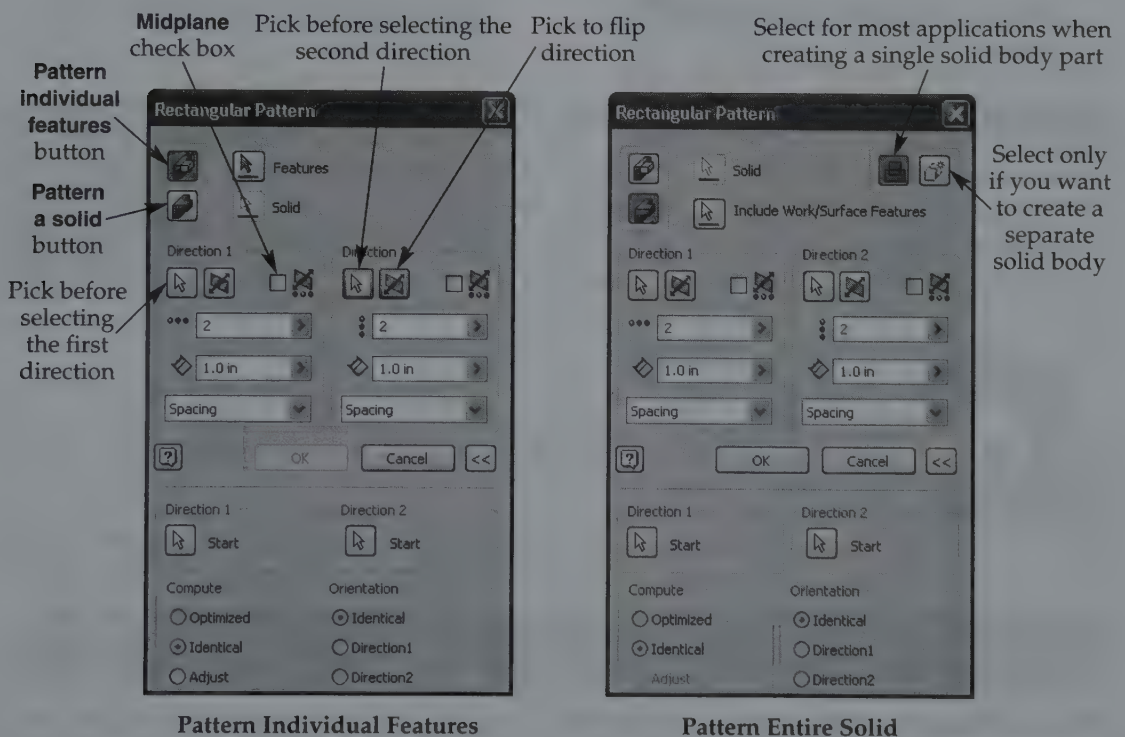 Midplane
check box
Pick before selecting the
second direction
Pick to flip
direction
Select for most applications when
creating a single solid body part
Pattern
individual
features
button
Pattern
a solid
button
Pick before
selecting
the first
direction
Select only
if you want
to create a
separate
solid body
Rectangular Pattern
Features
Solid
Direction 1
Direction 2
2
2
1.0 in
1.0 in
Spacing
Spacing
OK
Cancel
<<
Direction 1
Direction 2
Start
Start
Compute
Orientation
Optimized
Identical
Identical
Direction1
Adjust
Direction2
Pattern Individual Features
Rectangular Pattern
Solid
Include Work/Surface Features
Direction 1
Direction 2
2
2
1.0 in
1.0 in
Spacing
Spacing
OK
Cancel
<<
Direction 1
Direction 2
Start
Start
Compute
Orientation
Optimized
Identical
Identical
Direction1
Adjust
Direction2
Pattern Entire Solid